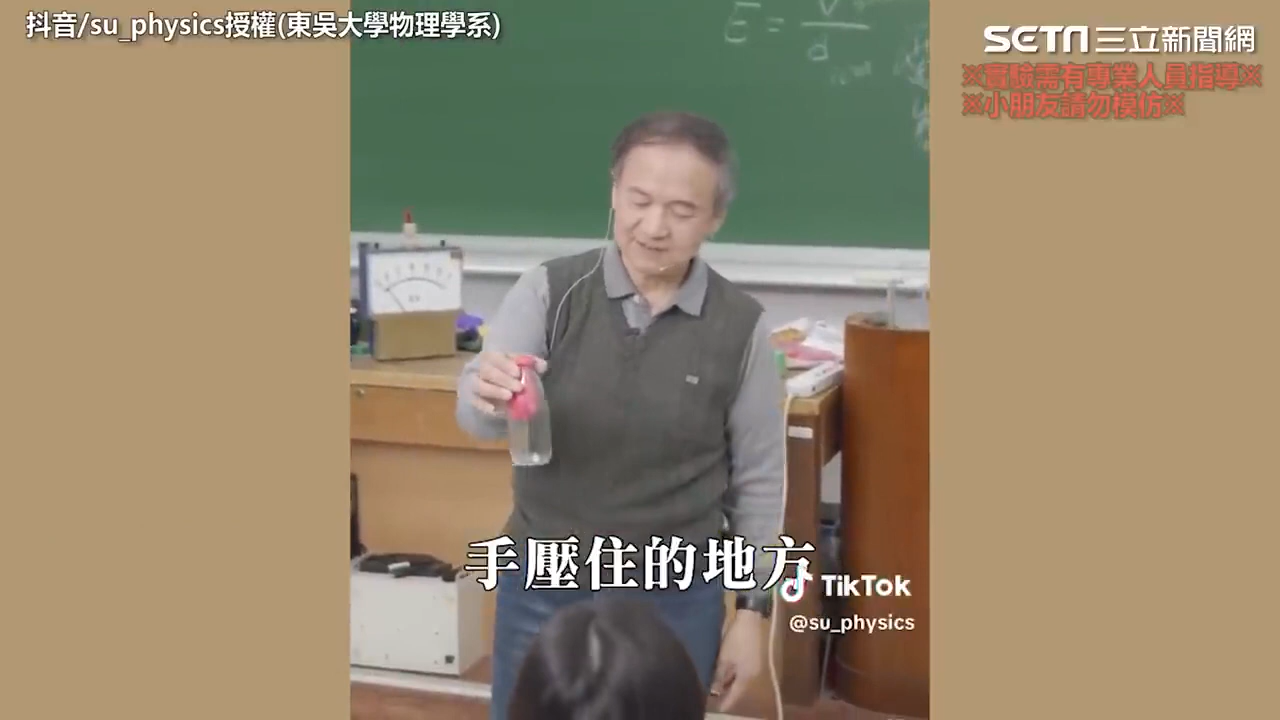 抖音/su_physics授權(東吳大學物理學系)
SETN三立新聞網
※實驗需有專業人員指導※
※小朋友請勿模仿※
E = V
d
手壓住的地方
TikTok
@su_physics